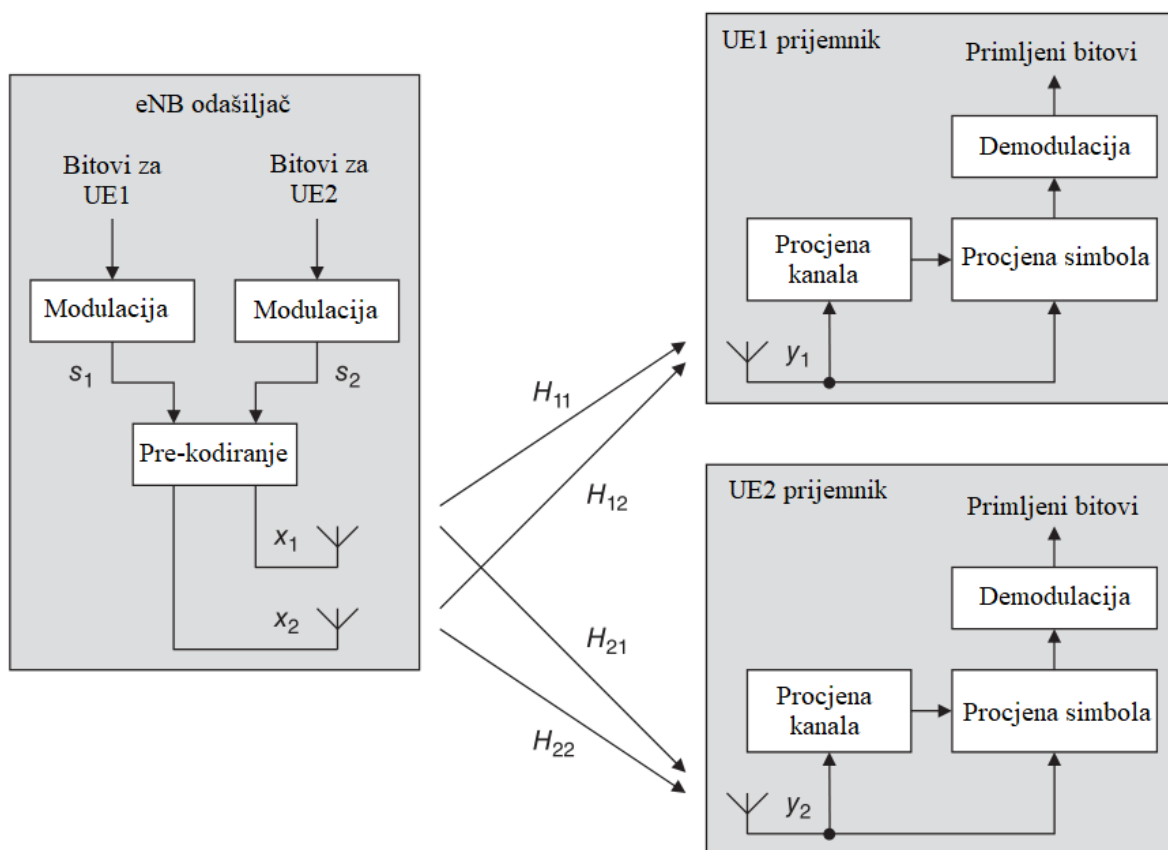 eNB odašiljač
Bitovi za
UE1
Bitovi za
UE2
Modulacija
Modulacija
s1
s2
Pre-kodiranje
x1
x2
H11
H12
H21
H22
UE1 prijemnik
Primljeni bitovi
Demodulacija
Procjena
kanala
Procjena simbola
y1
UE2 prijemnik
Primljeni bitovi
Demodulacija
Procjena
kanala
Procjena simbola
y2